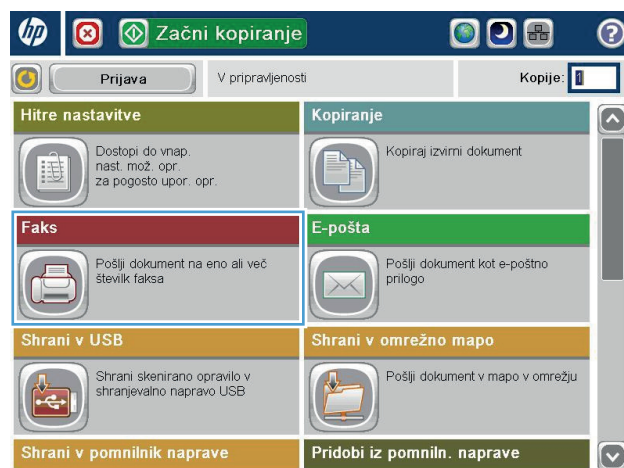 hp
Začni kopiranje
?
Prijava
V pripravljenosti
Kopije: 1
Hitre nastavitve
Dostopi do vnap.
nast. mož. opr.
za pogosto upor. opr.
Kopiranje
Kopiraj izvirni dokument
Faks
Pošlji dokument na eno ali več
številk faksa
E-pošta
Pošlji dokument kot e-poštno
prilogo
Shrani v USB
Shrani skenirano opravilo v
shranjevalno napravo USB
Shrani v omrežno mapo
Pošlji dokument v mapo v omrežju
Shrani v pomnilnik naprave
Pridobi iz pomniln. naprave